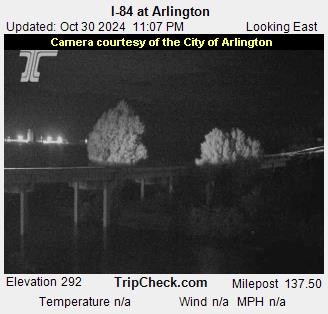 I-84 at Arlington
Updated: Oct 30 2024 11:07 PM Looking East
Camera courtesy of the City of Arlington
Elevation 292 TripCheck.com Milepost 137.50
Temperature n/a Wind n/a MPH n/a